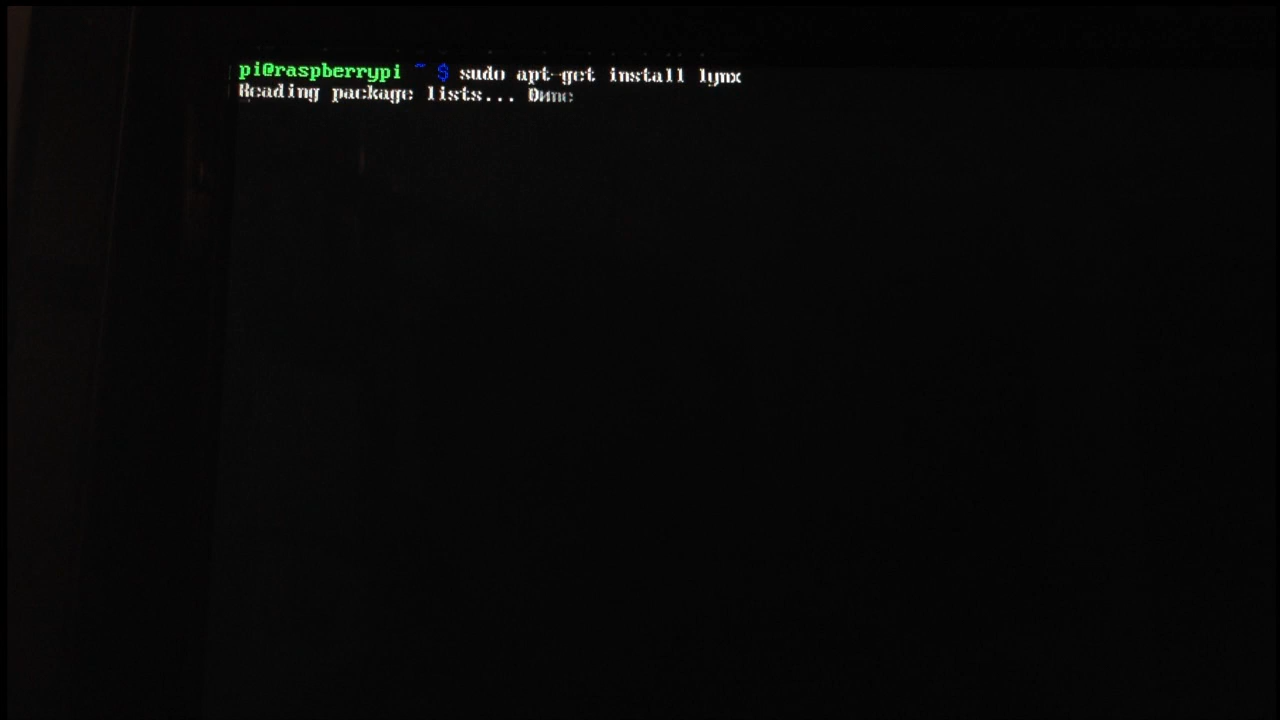 pi@raspberrypi ~ $ sudo apt-get install lynx
Reading package lists... Done